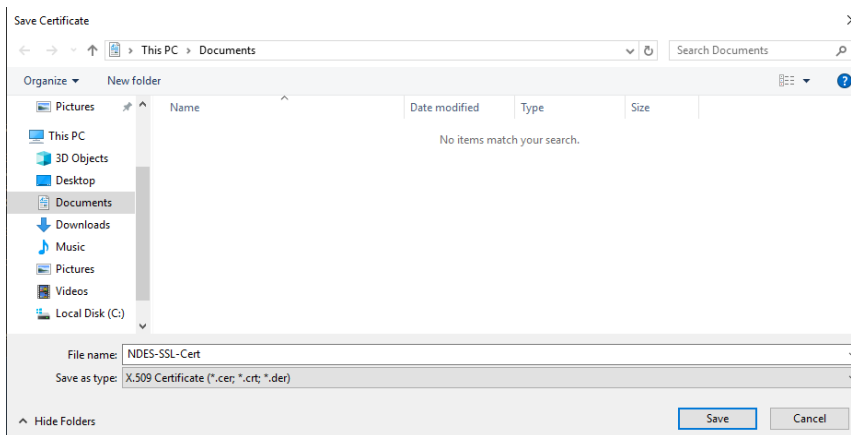 Save Certificate
This PC > Documents
Search Documents
Organize
New folder
Pictures
Name
Date modified
Type
Size
This PC
No items match your search.
3D Objects
Desktop
Documents
Downloads
Music
Pictures
Videos
Local Disk (C:)
File name: NDES-SSL-Cert
Save as type: X.509 Certificate (*.cer; *.crt; *.der)
Hide Folders
Save
Cancel